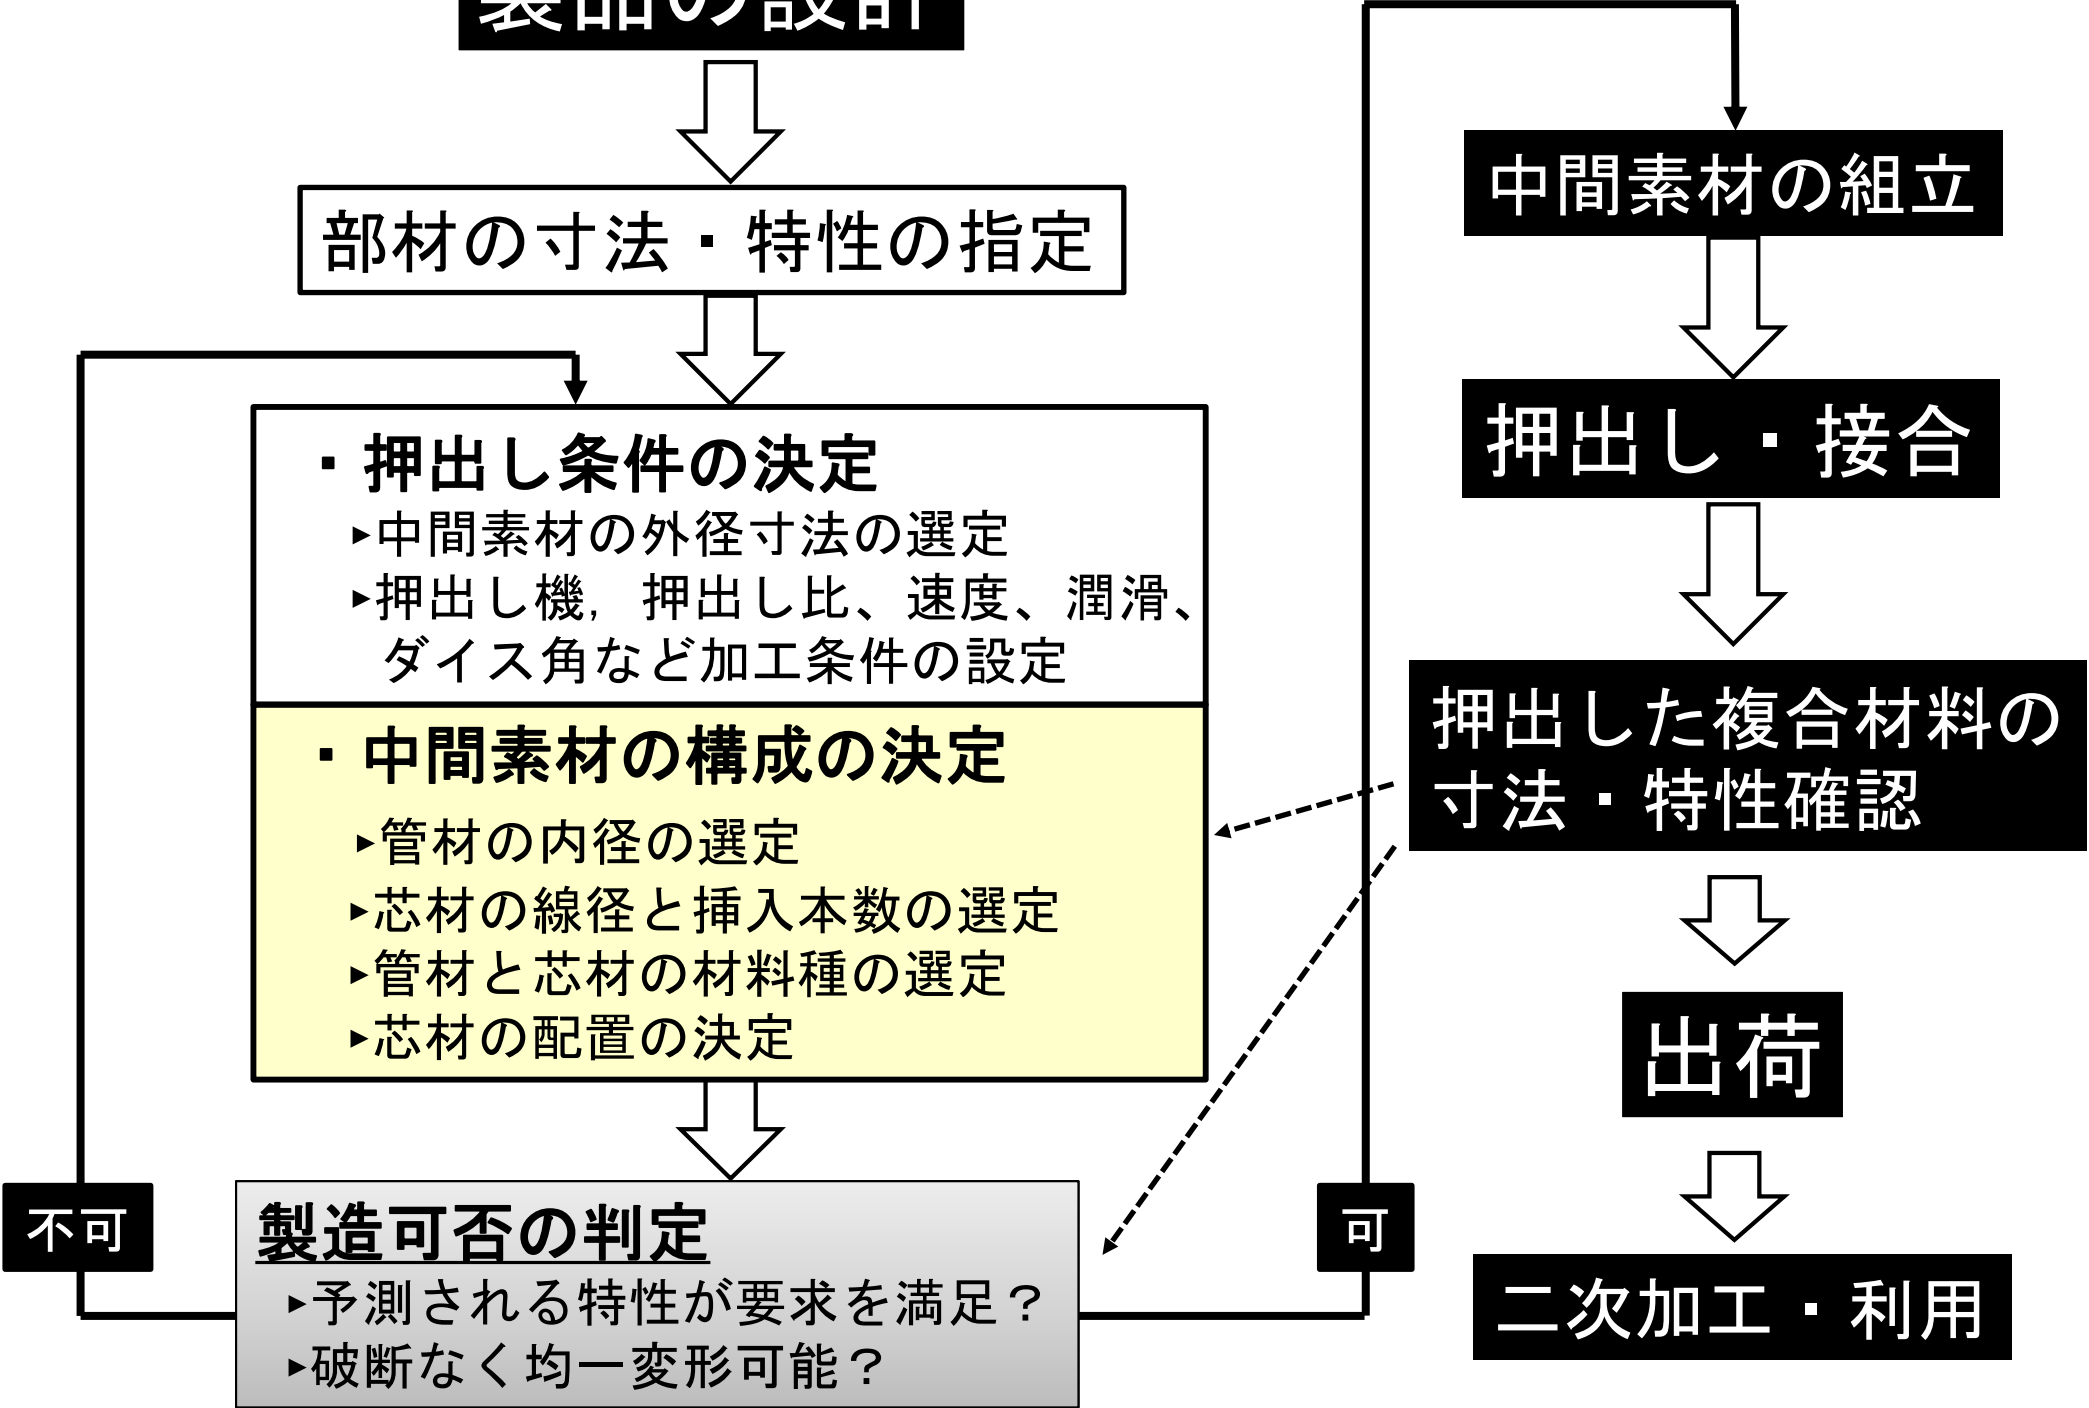 製品の設計
部材の寸法・特性の指定
・押出し条件の決定
▸中間素材の外径寸法の選定
▸押出し機，押出し比、速度、潤滑、
ダイス角など加工条件の設定
・中間素材の構成の決定
▸管材の内径の選定
▸芯材の線径と挿入本数の選定
▸管材と芯材の材料種の選定
▸芯材の配置の決定
不可
製造可否の判定
▸予測される特性が要求を満足？
▸破断なく均一変形可能？
可
中間素材の組立
押出し・接合
押出した複合材料の
寸法・特性確認
出荷
二次加工・利用